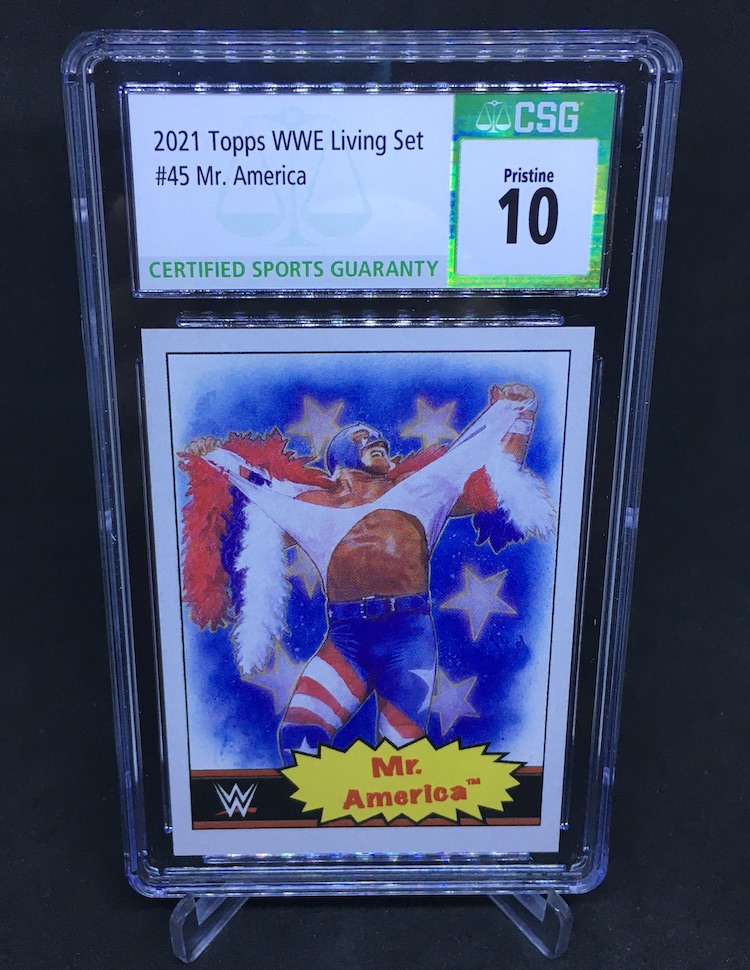 2021 Topps WWE Living Set
#45 Mr. America
CERTIFIED SPORTS GUARANTY
CSG
Pristine
10
W
Mr.
America™